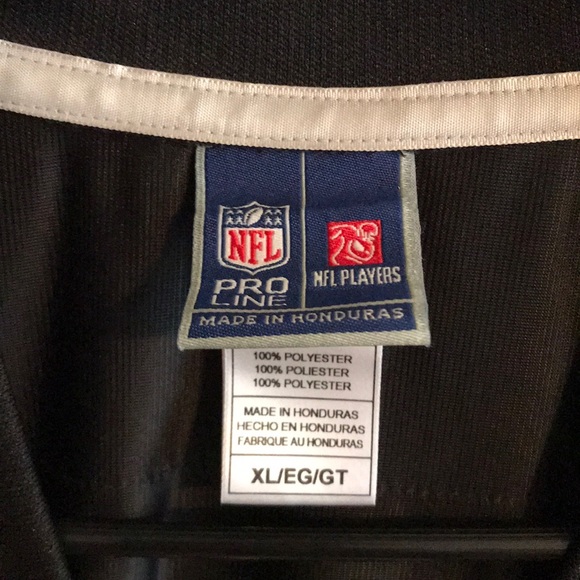 NFL
PRO
LINE
NFL PLAYERS
MADE IN HONDURAS
100% POLYESTER
100% POLIESTER
100% POLYESTER
MADE IN HONDURAS
HECHO EN HONDURAS
FABRIQUE AU HONDURAS
XL/EG/GT